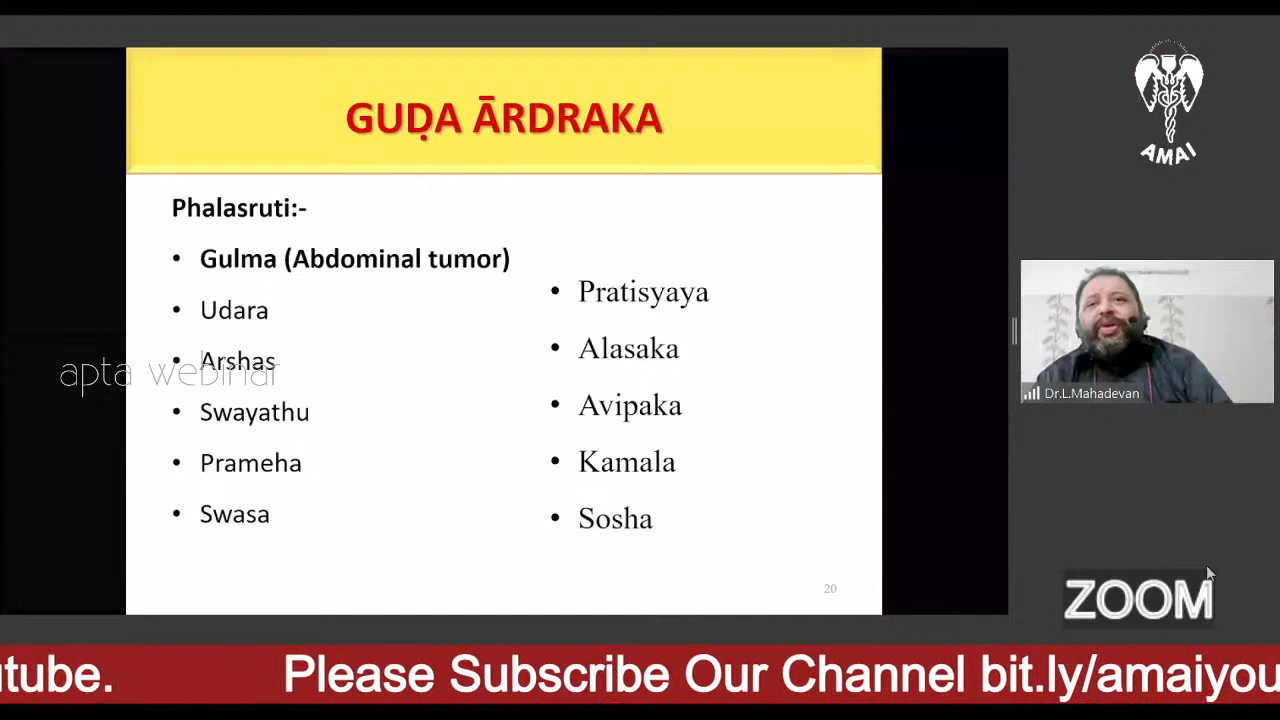 GUḌA ĀRDRAKA
Phalasruti:-
• Gulma (Abdominal tumor)
• Udara
• Arshas
• Swayathu
• Prameha
• Swasa
• Pratisyaya
• Alasaka
• Avipaka
• Kamala
• Sosha
20
apta webinar
AMAI
Dr.L.Mahadevan
ZOOM
utube. Please Subscribe Our Channel bit.ly/amaiyou